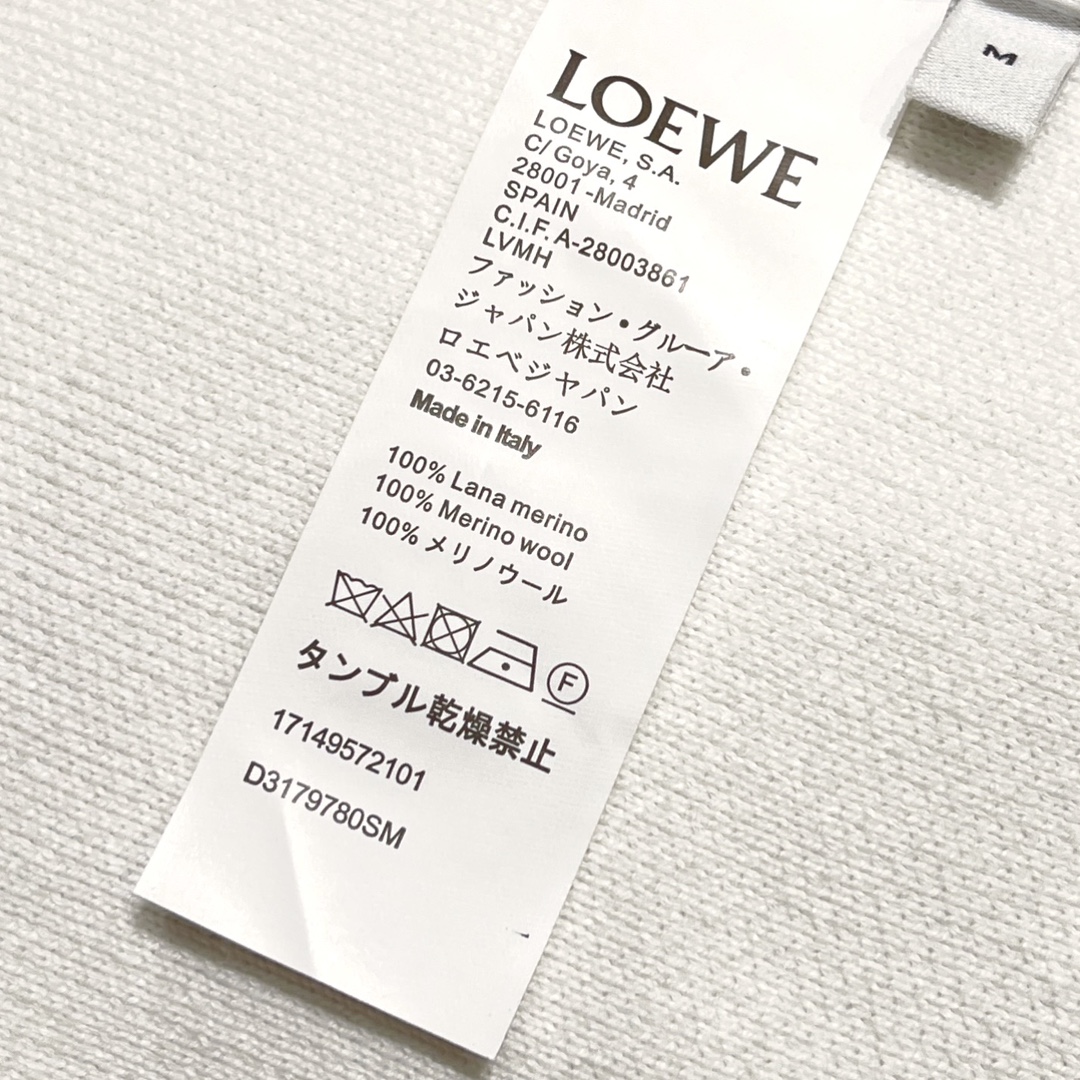 LOEWE
LOEWE, S.A.
C/ Goya, 4
28001 -Madrid
SPAIN
C.I.F. A-28003861
LVMH
ファッション・グルーア・
ジャパン株式会社
ロエベジャパン
03-6215-6116
Made in Italy
100% Lana merino
100% Merino wool
100% メリノウール
F
タンブル乾燥禁止
17149572101
D3179780SM
M